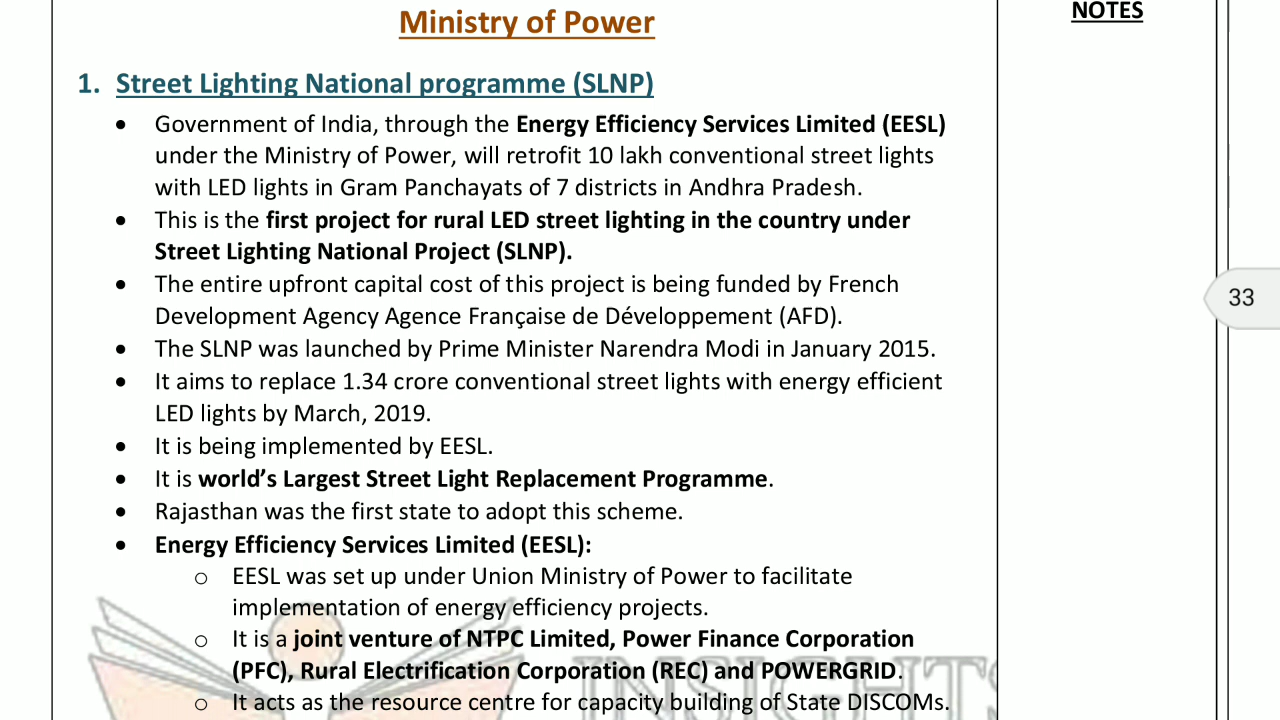 Ministry of Power
NOTES
1. Street Lighting National programme (SLNP)
• Government of India, through the Energy Efficiency Services Limited (EESL)
under the Ministry of Power, will retrofit 10 lakh conventional street lights
with LED lights in Gram Panchayats of 7 districts in Andhra Pradesh.
• This is the first project for rural LED street lighting in the country under
Street Lighting National Project (SLNP).
• The entire upfront capital cost of this project is being funded by French
Development Agency Agence Française de Développement (AFD).
• The SLNP was launched by Prime Minister Narendra Modi in January 2015.
• It aims to replace 1.34 crore conventional street lights with energy efficient
LED lights by March, 2019.
• It is being implemented by EESL.
• It is world’s Largest Street Light Replacement Programme.
• Rajasthan was the first state to adopt this scheme.
• Energy Efficiency Services Limited (EESL):
o EESL was set up under Union Ministry of Power to facilitate
implementation of energy efficiency projects.
o It is a joint venture of NTPC Limited, Power Finance Corporation
(PFC), Rural Electrification Corporation (REC) and POWERGRID.
o It acts as the resource centre for capacity building of State DISCOMs.
33
INSIGHTS